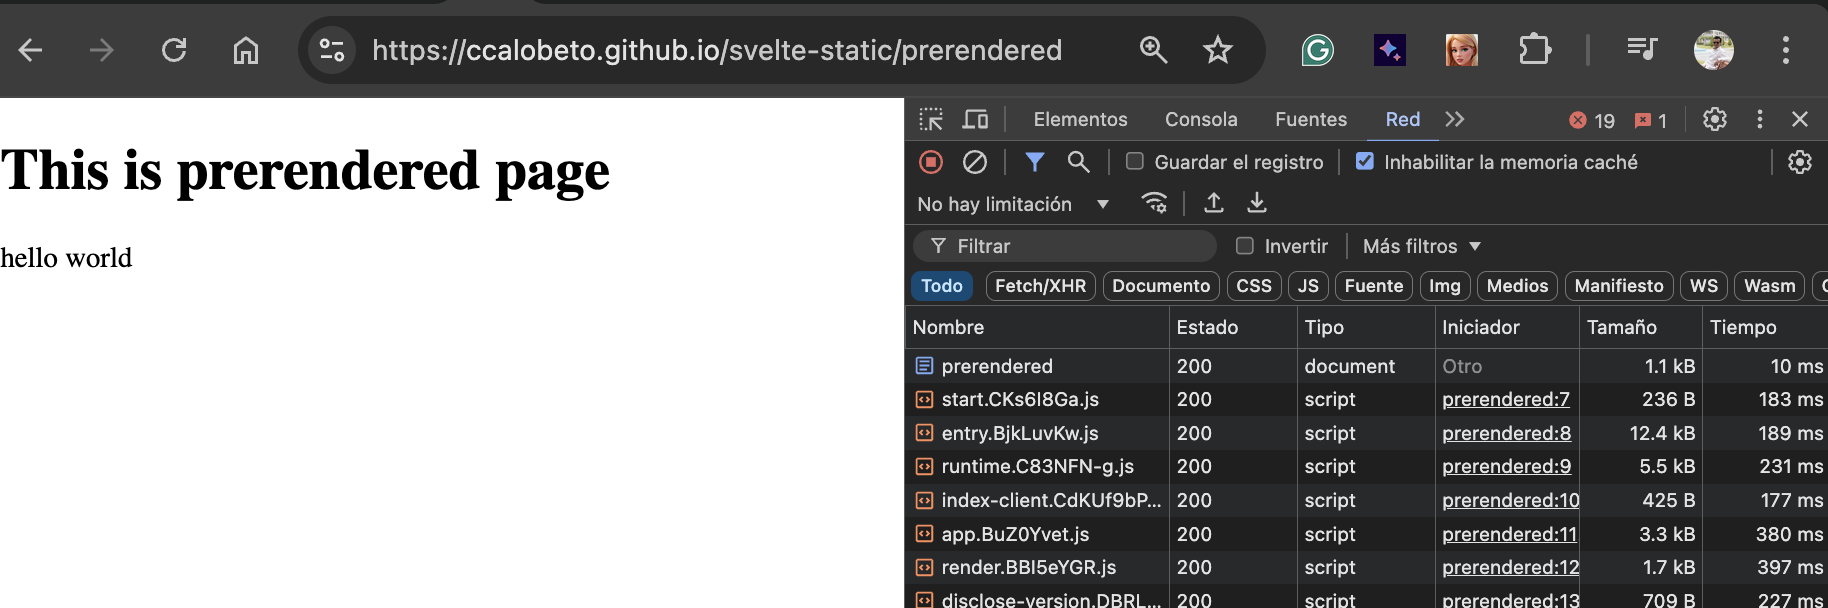 https://ccalobeto.github.io/svelte-static/prerendered
This is prerendered page
hello world
Elementos Consola Fuentes Red 19 1
Guardar el registro Inhabilitar la memoria caché
No hay limitación
Filtrar Invertir Más filtros
Todo Fetch/XHR Documento CSS JS Fuente Img Medios Manifiesto WS Wasm
Nombre Estado Tipo Iniciador Tamaño Tiempo
prerendered 200 document Otro 1.1 kB 10 ms
start.CKs6I8Ga.js 200 script prerendered:7 236 B 183 ms
entry.BjkLuvKw.js 200 script prerendered:8 12.4 kB 189 ms
runtime.C83NFN-g.js 200 script prerendered:9 5.5 kB 231 ms
index-client.CdKUf9bP... 200 script prerendered:10 425 B 177 ms
app.BuZ0Yvet.js 200 script prerendered:11 3.3 kB 380 ms
render.BBI5eYGR.js 200 script prerendered:12 1.7 kB 397 ms
disclose-version.DBRL... 200 script prerendered:13 709 B 227 ms